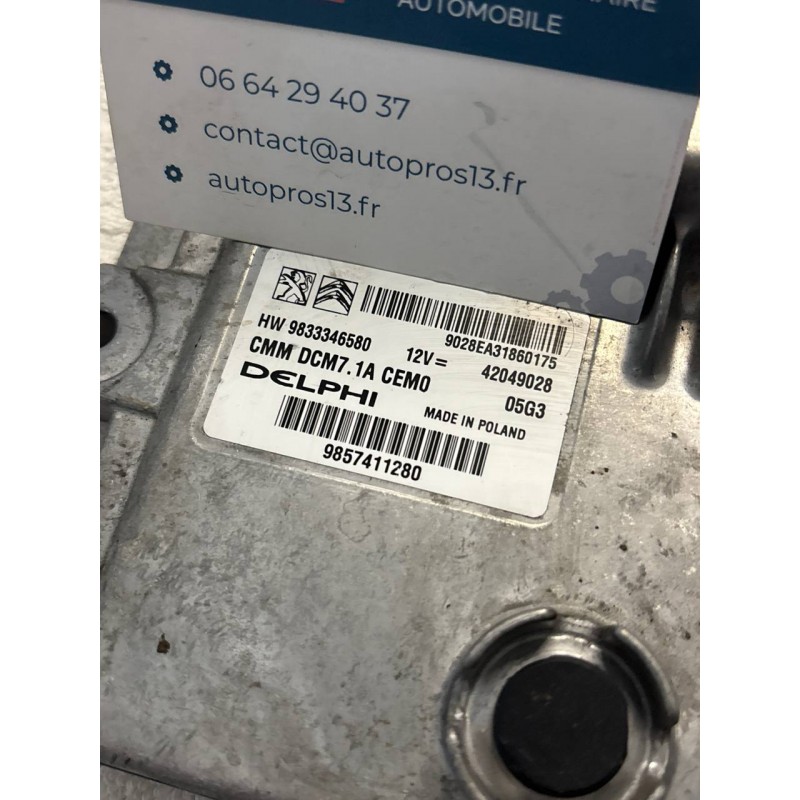 AUTOMOBILE
06 64 29 40 37
contact@autopros13.fr
autopros13.fr
HW 9833346580
9028EA31860175
12V=
42049028
CMM DCM7.1A CEM0
05G3
DELPHI
MADE IN POLAND
9857411280